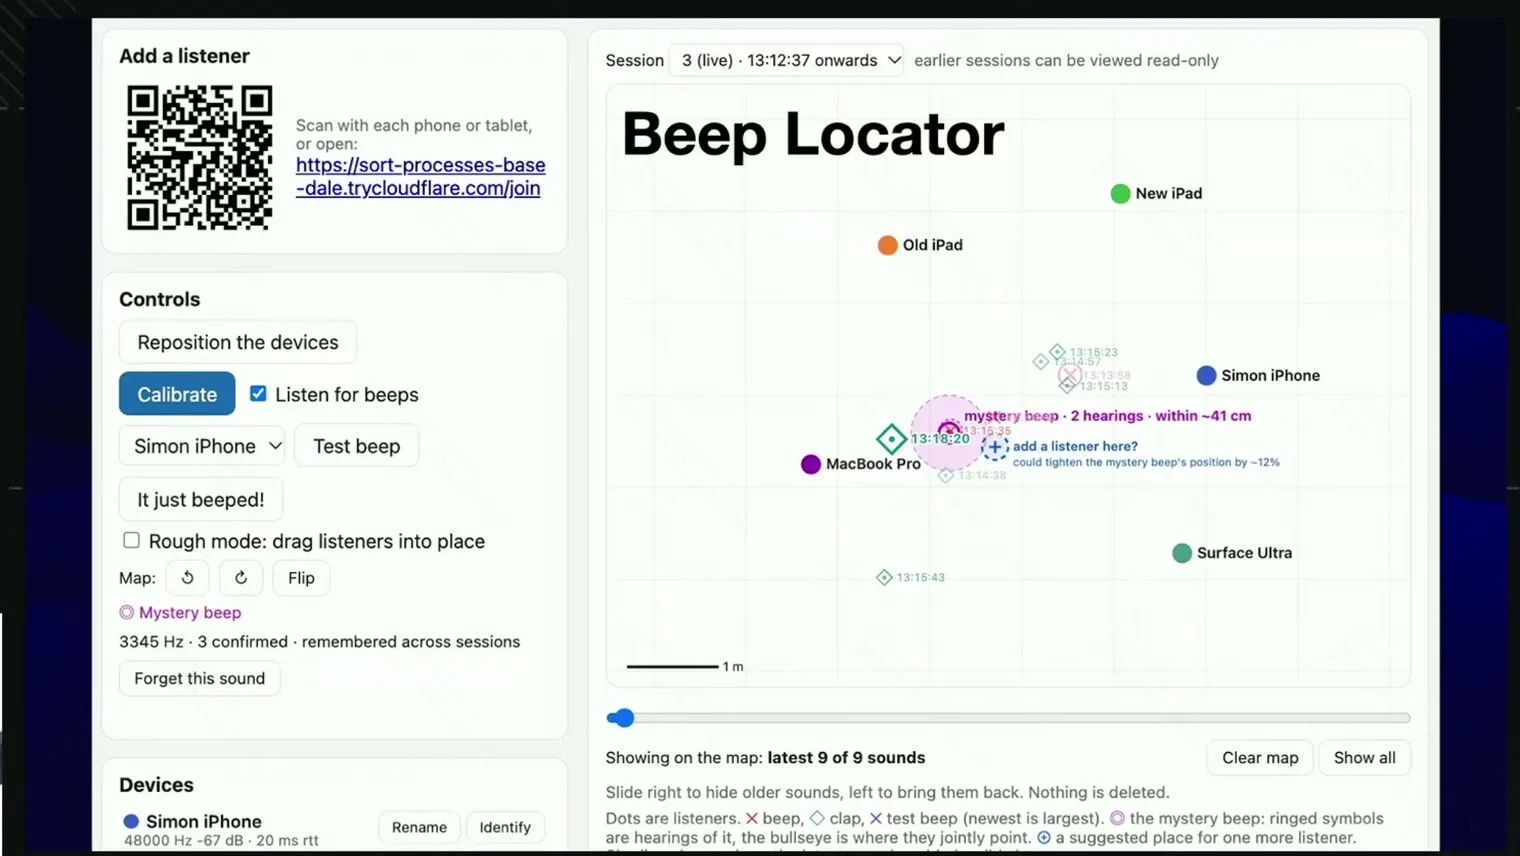 Add a listener
Scan with each phone or tablet,
or open:
https://sort-processes-base
-dale.trycloudflare.com/join
Controls
Reposition the devices
Calibrate
Listen for beeps
Simon iPhone
Test beep
It just beeped!
Rough mode: drag listeners into place
Map:
Flip
Mystery beep
3345 Hz · 3 confirmed · remembered across sessions
Forget this sound
Devices
Simon iPhone
48000 Hz -67 dB · 20 ms rtt
Rename
Identify
Session
3 (live) · 13:12:37 onwards
earlier sessions can be viewed read-only
Beep Locator
New iPad
Old iPad
13:15:23
13:14:57
13:13:58
13:15:13
Simon iPhone
mystery beep · 2 hearings · within ~41 cm
13:15:35
13:18:20
add a listener here?
could tighten the mystery beep's position by ~12%
MacBook Pro
13:14:38
Surface Ultra
13:15:43
1 m
Showing on the map: latest 9 of 9 sounds
Clear map
Show all
Slide right to hide older sounds, left to bring them back. Nothing is deleted.
Dots are listeners. ✕ beep, ◇ clap, ✕ test beep (newest is largest). ◎ the mystery beep: ringed symbols
are hearings of it, the bullseye is where they jointly point. ⊕ a suggested place for one more listener.